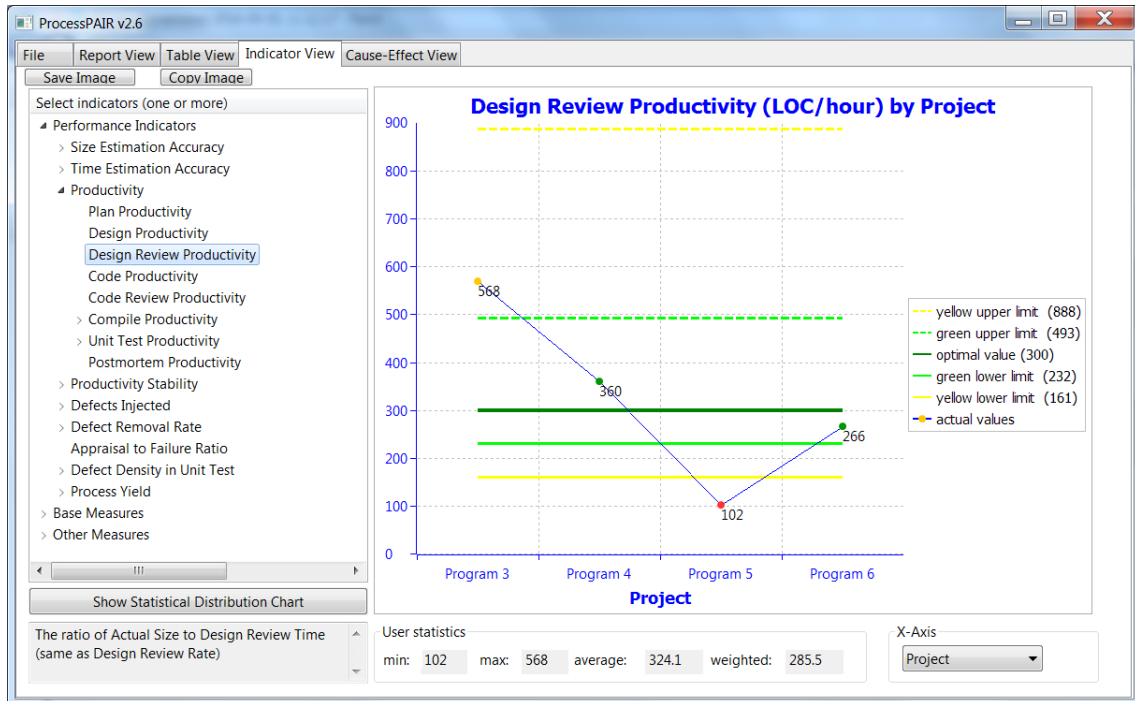 ProcessPAIR v2.6
File Report View Table View Indicator View Cause-Effect View
Save Image Copy Image
Select indicators (one or more)
Performance Indicators
Size Estimation Accuracy
Time Estimation Accuracy
Productivity
Plan Productivity
Design Productivity
Design Review Productivity
Code Productivity
Code Review Productivity
Compile Productivity
Unit Test Productivity
Postmortem Productivity
Productivity Stability
Defects Injected
Defect Removal Rate
Appraisal to Failure Ratio
Defect Density in Unit Test
Process Yield
Base Measures
Other Measures
Show Statistical Distribution Chart
The ratio of Actual Size to Design Review Time
(same as Design Review Rate)
Design Review Productivity (LOC/hour) by Project
900
800
700
600
500
400
300
200
100
0
568
360
102
266
Program 3 Program 4 Program 5 Program 6
Project
yellow upper limit (888)
green upper limit (493)
optimal value (300)
green lower limit (232)
yellow lower limit (161)
actual values
User statistics
min: 102 max: 568 average: 324.1 weighted: 285.5
X-Axis
Project